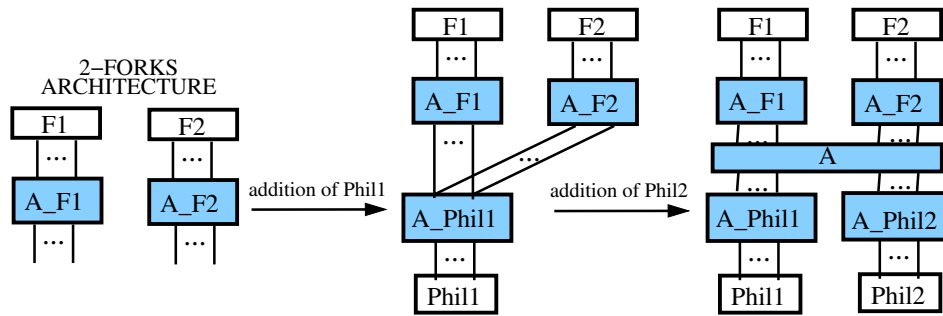 2−FORKS
ARCHITECTURE
F1
F2
...
...
A_F1
A_F2
...
...
addition of Phil1
F1
F2
...
...
A_F1
A_F2
...
...
A_Phil1
...
Phil1
addition of Phil2
F1
F2
...
...
A_F1
A_F2
...
...
A
...
...
A_Phil1
A_Phil2
...
...
Phil1
Phil2